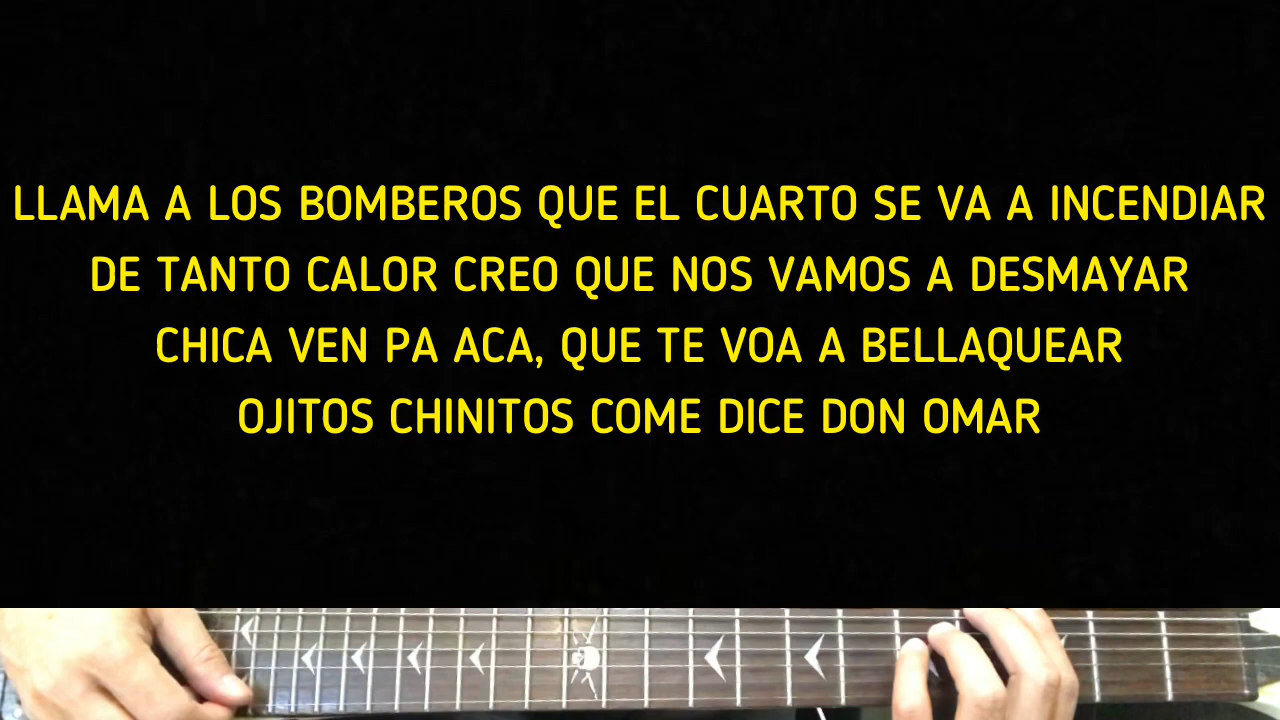 LLAMA A LOS BOMBEROS QUE EL CUARTO SE VA A INCENDIAR
DE TANTO CALOR CREO QUE NOS VAMOS A DESMAYAR
CHICA VEN PA ACA, QUE TE VOA A BELLAQUEAR
OJITOS CHINITOS COME DICE DON OMAR